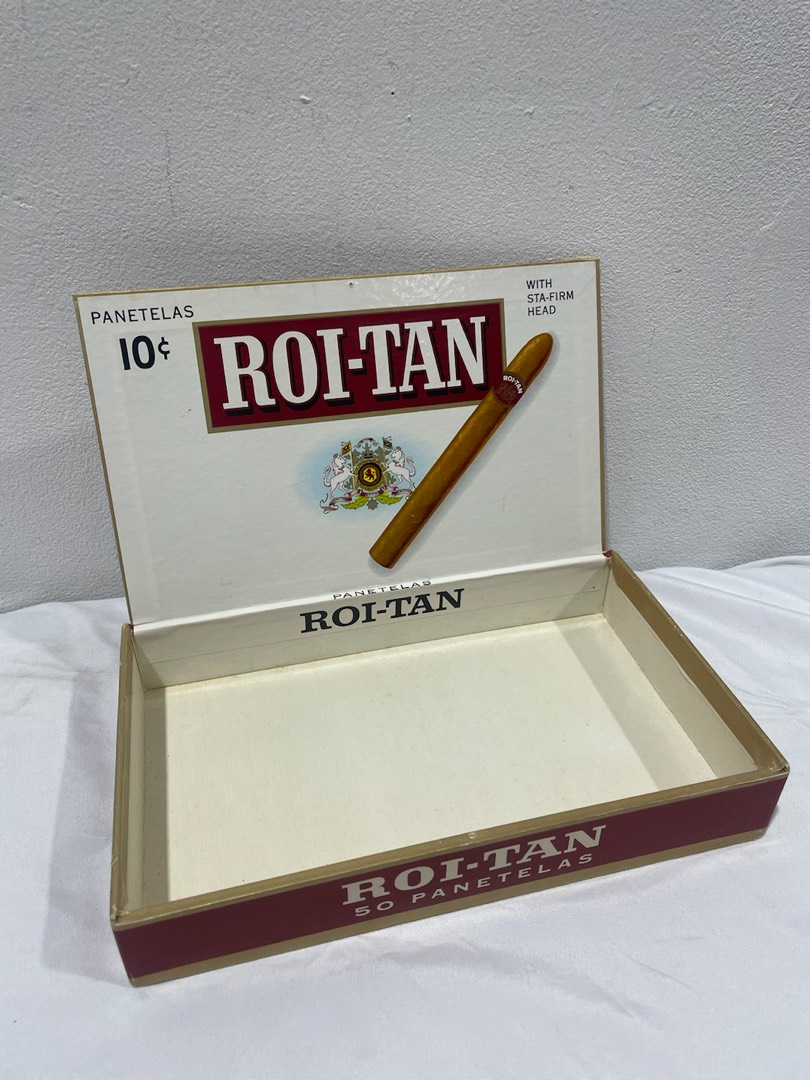 PANETELAS
10¢
ROI-TAN
WITH
STA-FIRM
HEAD
ROI-TAN
PANETELAS
ROI-TAN
ROI-TAN
50 PANETELAS